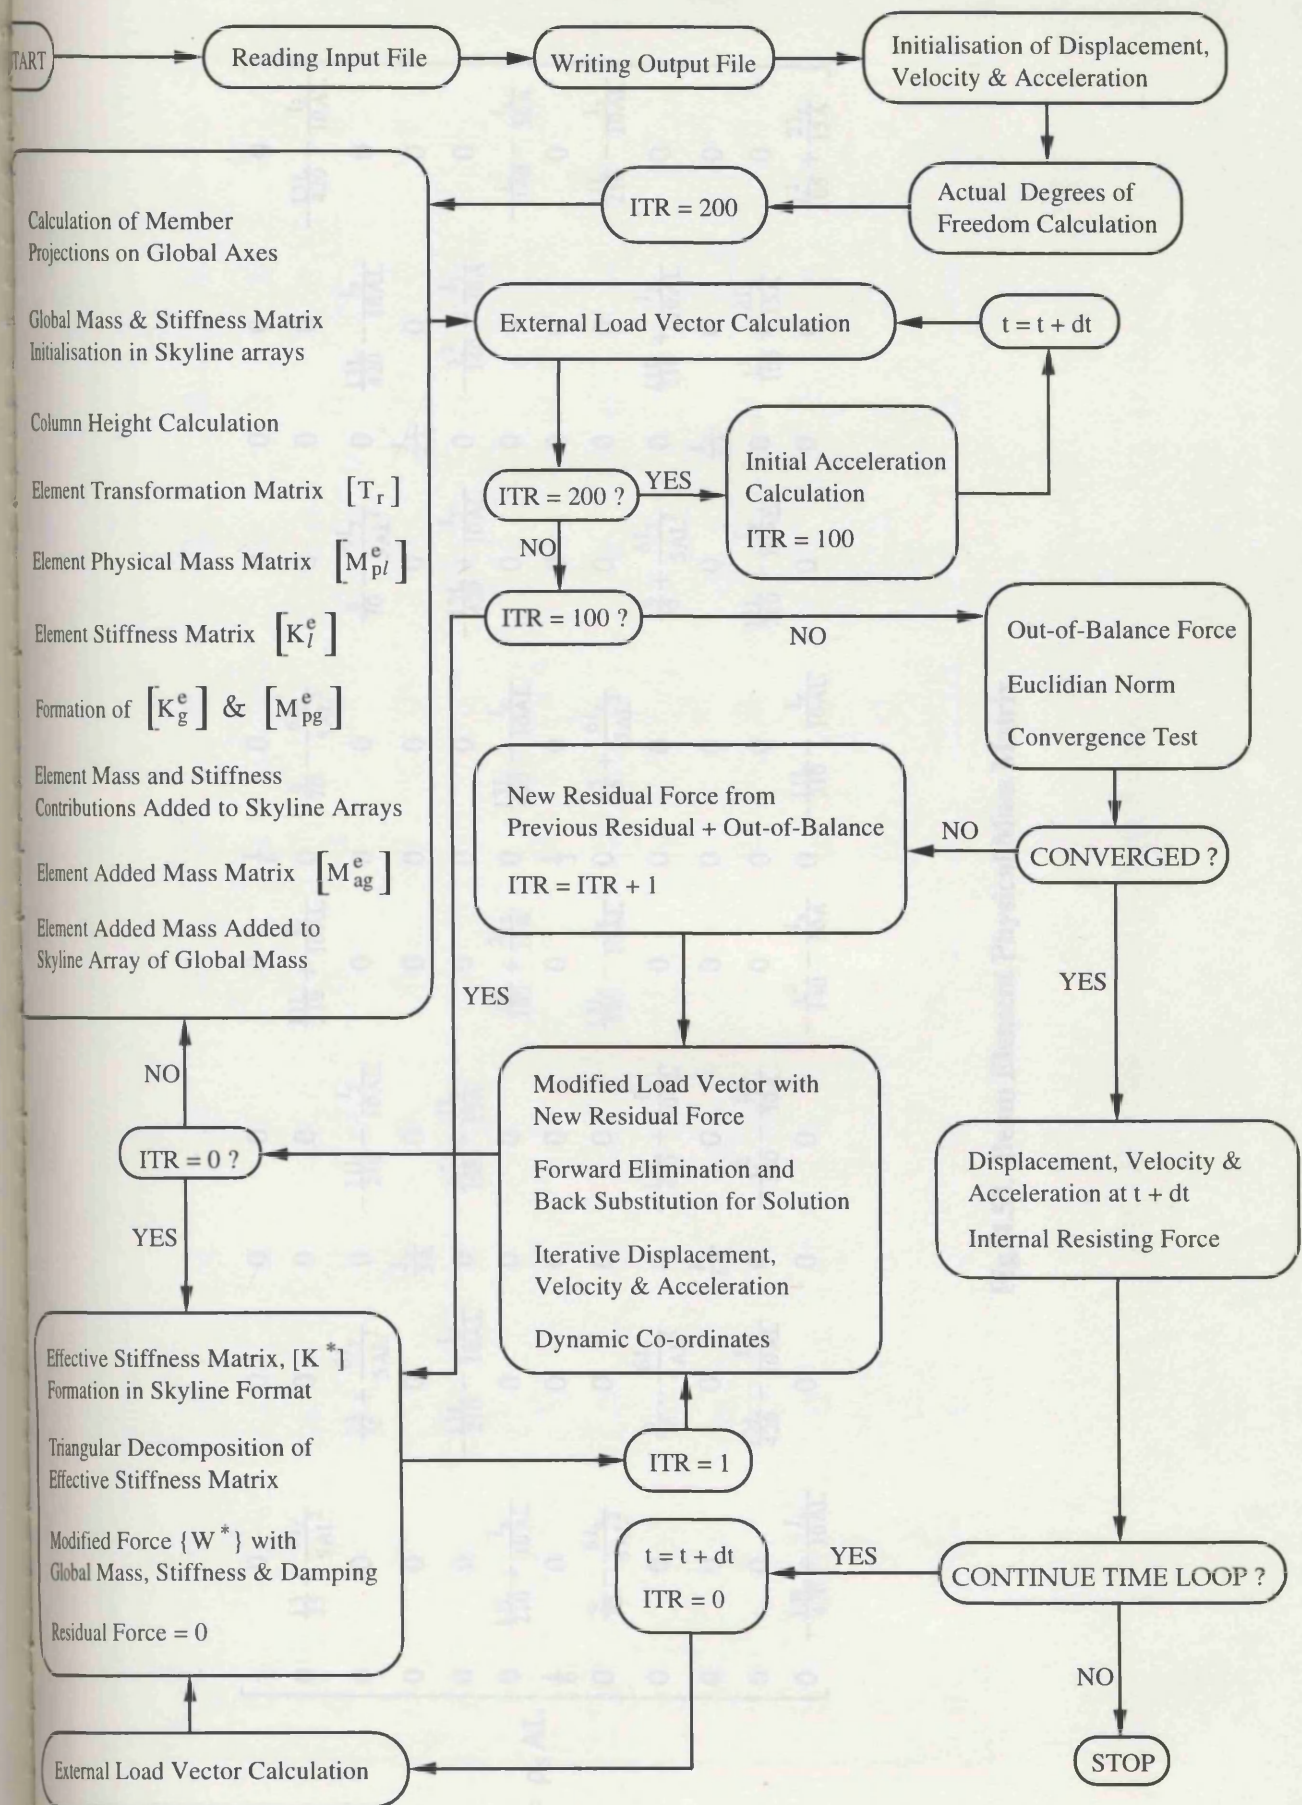 TART
Reading Input File
Writing Output File
Initialisation of Displacement,
Velocity & Acceleration
Actual Degrees of
Freedom Calculation
ITR = 200
Calculation of Member
Projections on Global Axes
Global Mass & Stiffness Matrix
Initialisation in Skyline arrays
Column Height Calculation
Element Transformation Matrix [T_r]
Element Physical Mass Matrix [M^e_pl]
Element Stiffness Matrix [K^e_l]
Formation of [K^e_g] & [M^e_pg]
Element Mass and Stiffness
Contributions Added to Skyline Arrays
Element Added Mass Matrix [M^e_ag]
Element Added Mass Added to
Skyline Array of Global Mass
External Load Vector Calculation
t = t + dt
ITR = 200 ?
YES
Initial Acceleration
Calculation
ITR = 100
NO
ITR = 100 ?
NO
Out-of-Balance Force
Euclidian Norm
Convergence Test
New Residual Force from
Previous Residual + Out-of-Balance
ITR = ITR + 1
NO
CONVERGED ?
YES
YES
NO
ITR = 0 ?
YES
Modified Load Vector with
New Residual Force
Forward Elimination and
Back Substitution for Solution
Iterative Displacement,
Velocity & Acceleration
Dynamic Co-ordinates
Displacement, Velocity &
Acceleration at t + dt
Internal Resisting Force
Effective Stiffness Matrix, [K *]
Formation in Skyline Format
Triangular Decomposition of
Effective Stiffness Matrix
Modified Force {W *} with
Global Mass, Stiffness & Damping
Residual Force = 0
ITR = 1
t = t + dt
ITR = 0
YES
CONTINUE TIME LOOP ?
NO
STOP
External Load Vector Calculation